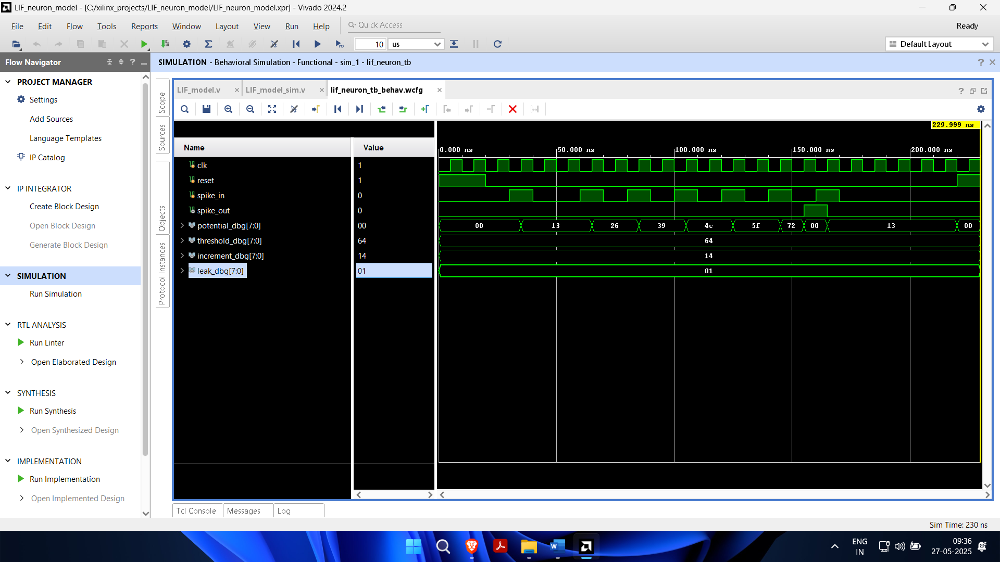 LIF_neuron_model - [C:/xilinx_projects/LIF_neuron_model/LIF_neuron_model.xpr] - Vivado 2024.2
File Edit Flow Tools Reports Window Layout View Run Help Quick Access Ready
10 us Default Layout
Flow Navigator
SIMULATION - Behavioral Simulation - Functional - sim_1 - lif_neuron_tb
PROJECT MANAGER
Settings
Add Sources
Language Templates
IP Catalog
IP INTEGRATOR
Create Block Design
Open Block Design
Generate Block Design
SIMULATION
Run Simulation
RTL ANALYSIS
Run Linter
Open Elaborated Design
SYNTHESIS
Run Synthesis
Open Synthesized Design
IMPLEMENTATION
Run Implementation
Open Implemented Design
Scope
Sources
Objects
Protocol Instances
LIF_model.v LIF_model_sim.v lif_neuron_tb_behav.wcfg
229.999 ns
Name Value
0.000 ns 50.000 ns 100.000 ns 150.000 ns 200.000 ns
clk 1
reset 1
spike_in 0
spike_out 0
potential_dbg[7:0] 00 00 13 26 39 4c 5f 72 00 13 00
threshold_dbg[7:0] 64 64
increment_dbg[7:0] 14 14
leak_dbg[7:0] 01 01
Tcl Console Messages Log
Sim Time: 230 ns
ENG
IN
09:36
27-05-2025